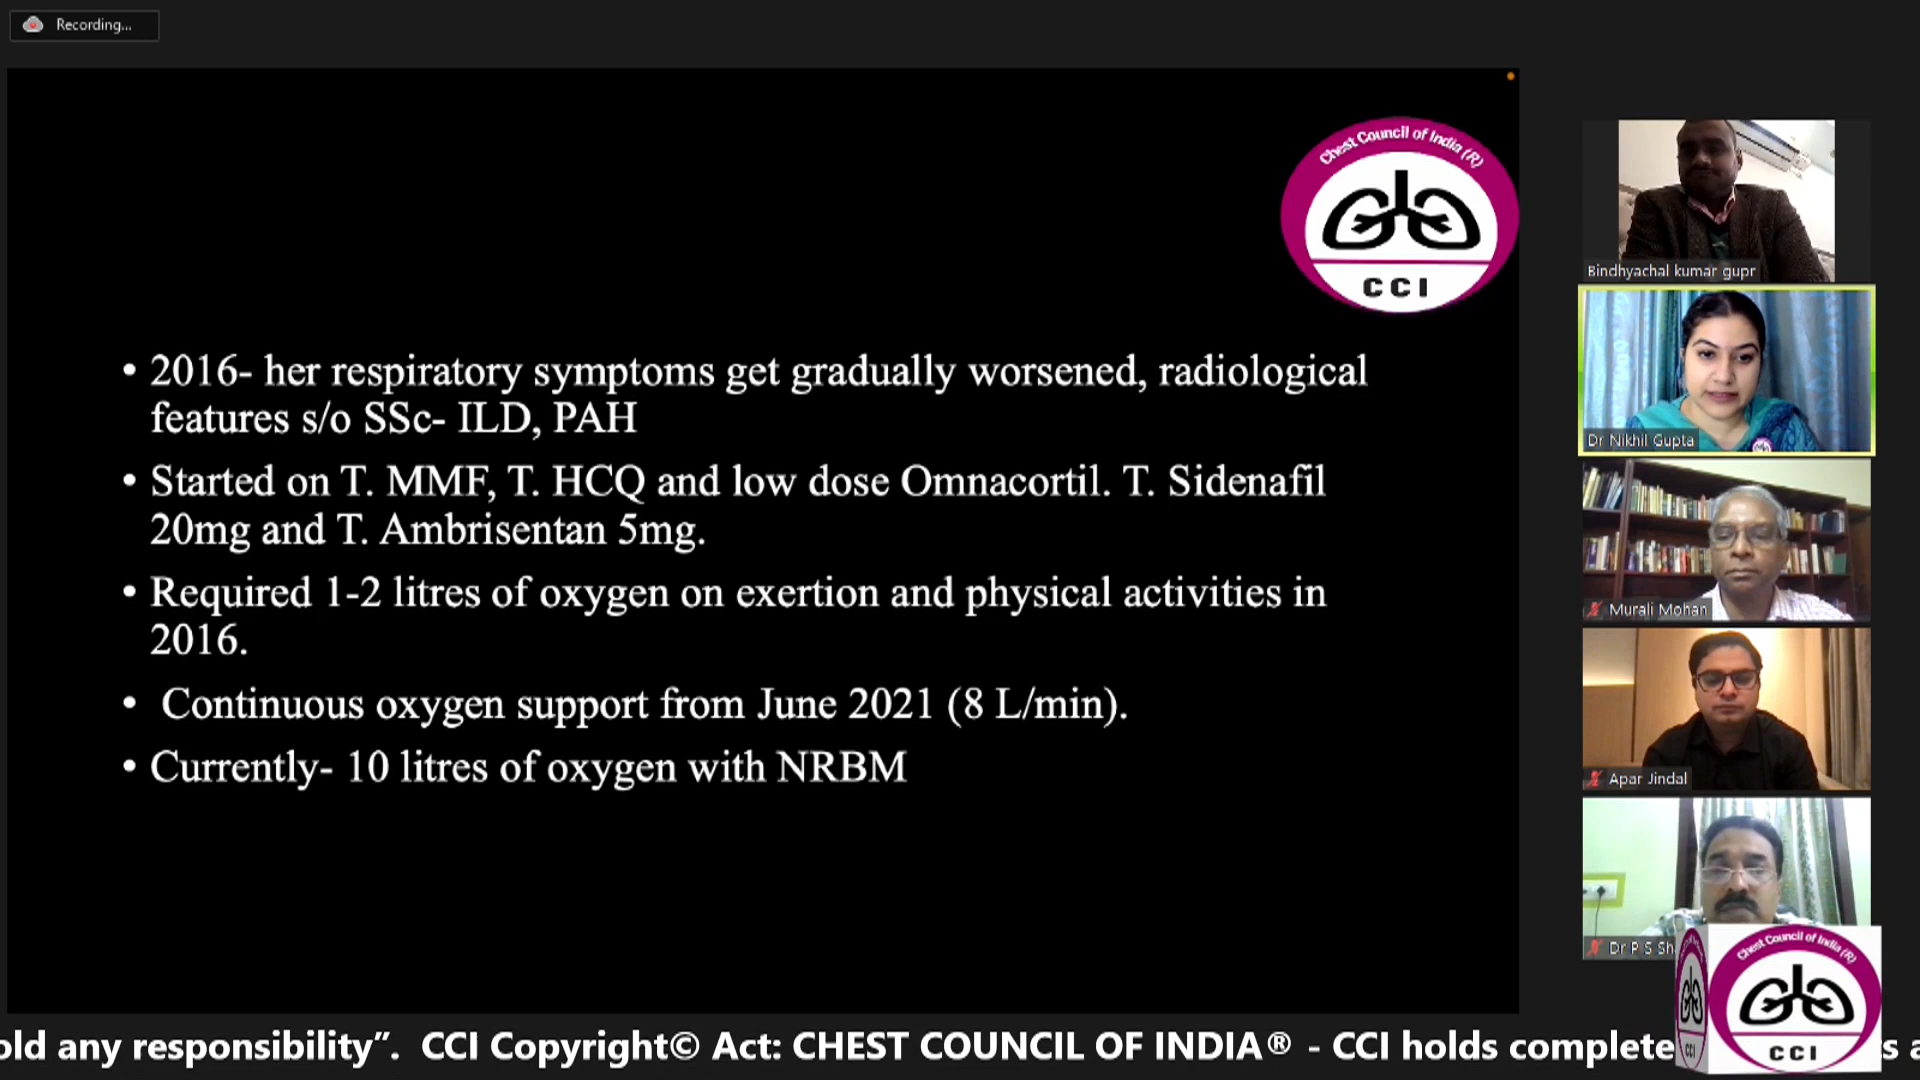 Recording...
Chest Council of India (R)
CCI
• 2016- her respiratory symptoms get gradually worsened, radiological
features s/o SSc- ILD, PAH
• Started on T. MMF, T. HCQ and low dose Omnacortil. T. Sidenafil
20mg and T. Ambrisentan 5mg.
• Required 1-2 litres of oxygen on exertion and physical activities in
2016.
• Continuous oxygen support from June 2021 (8 L/min).
• Currently- 10 litres of oxygen with NRBM
Bindhyachal kumar gupr
Dr Nikhil Gupta
Murali Mohan
Apar Jindal
Dr P S Sh
Chest Council of India (R)
CCI
CCI
old any responsibility”. CCI Copyright© Act: CHEST COUNCIL OF INDIA® - CCI holds complete